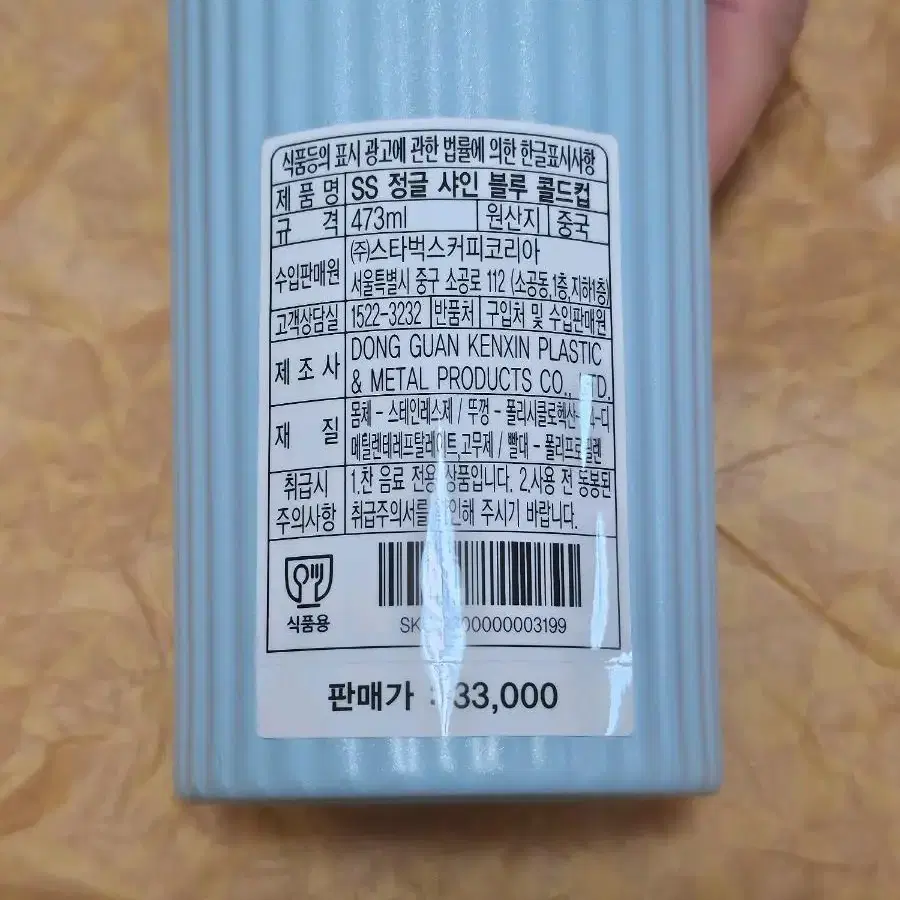 식품등의 표시 광고에 관한 법률에 의한 한글표시사항
제품명 SS 정글 샤인 블루 콜드컵
규격 473ml 원산지 중국
수입판매원 (주)스타벅스커피코리아
서울특별시 중구 소공로 112 (소공동,1층,지하1층)
고객상담실 1522-3232 반품처 구입처 및 수입판매원
제조사 DONG GUAN KENXIN PLASTIC
& METAL PRODUCTS CO., LTD.
재질 몸체 - 스테인레스제 / 뚜껑 - 폴리시클로헥산-
메틸렌테레프탈레이트,고무제 / 빨대 - 폴리프로필렌
취급시 주의사항 1.찬 음료 전용 상품입니다. 2.사용 전 동봉된
취급주의서를 확인해 주시기 바랍니다.
식품용
판매가 : 33,000